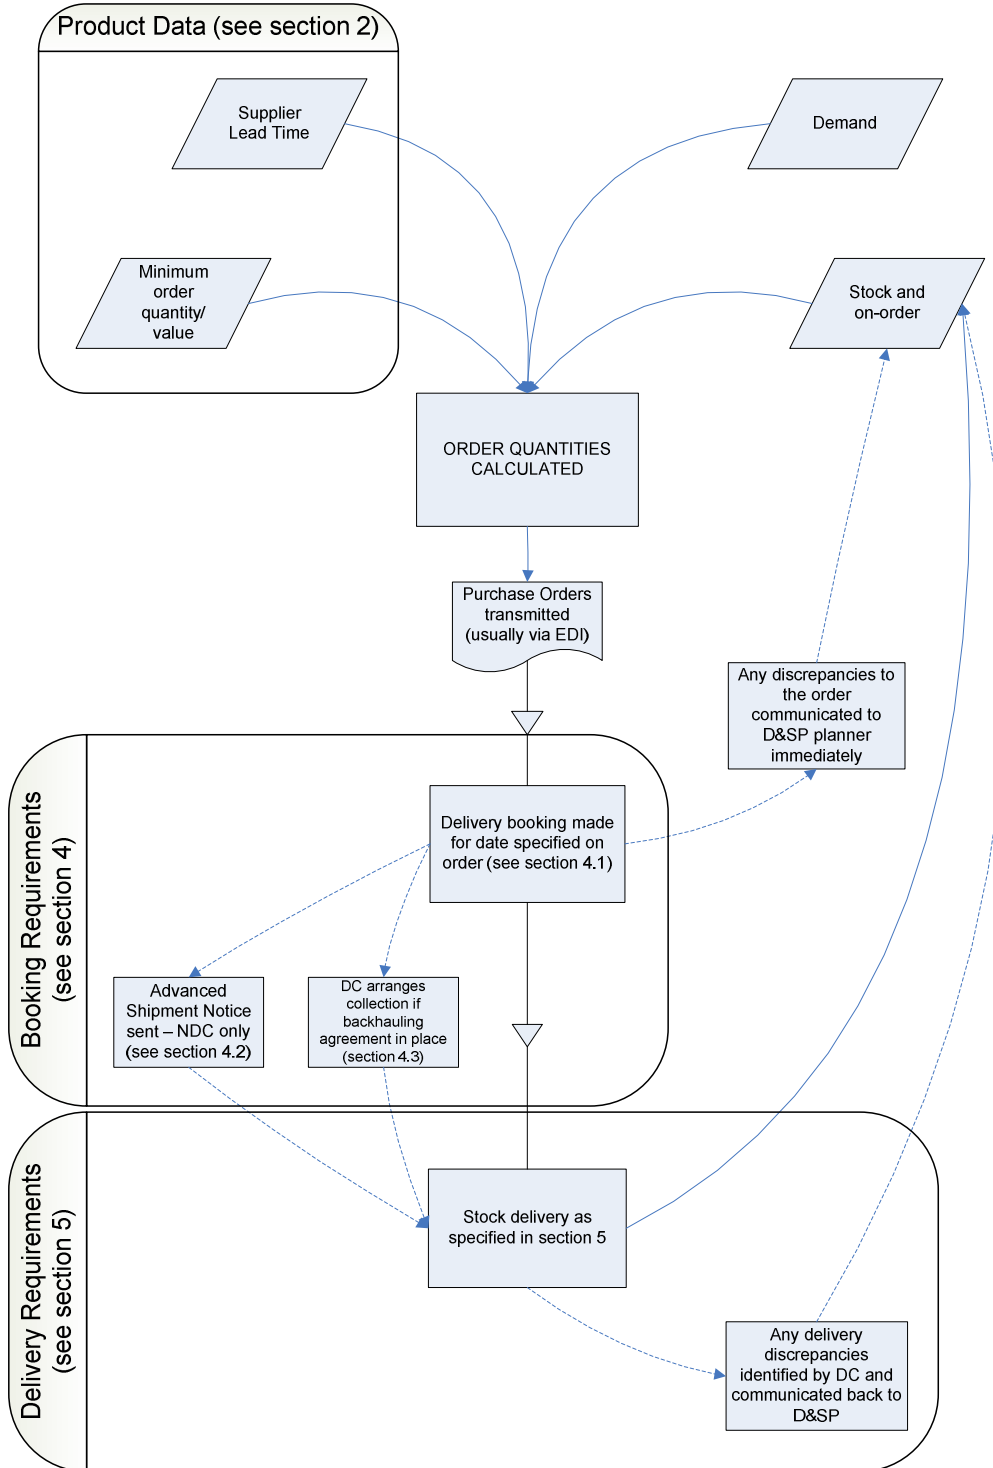 Product Data (see section 2)
Supplier
Lead Time
Demand
Minimum
order
quantity/
value
Stock and
on-order
ORDER QUANTITIES
CALCULATED
Purchase Orders
transmitted
(usually via EDI)
Any discrepancies to
the order
communicated to
D&SP planner
immediately
Booking Requirements
(see section 4)
Delivery booking made
for date specified on
order (see section 4.1)
Advanced
Shipment Notice
sent – NDC only
(see section 4.2)
DC arranges
collection if
backhauling
agreement in place
(section 4.3)
Delivery Requirements
(see section 5)
Stock delivery as
specified in section 5
Any delivery
discrepancies
identified by DC and
communicated back to
D&SP